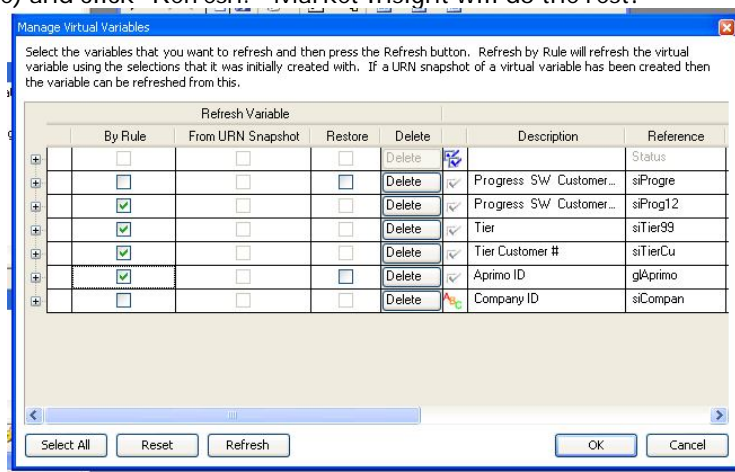 and click "Refresh." Market Insight will do the rest.
Manage Virtual Variables
Select the variables that you want to refresh and then press the Refresh button. Refresh by Rule will refresh the virtual
variable using the selections that it was initially created with. If a URN snapshot of a virtual variable has been created then
the variable can be refreshed from this.
Refresh Variable
By Rule From URN Snapshot Restore Delete Description Reference
Delete Status
Delete Progress SW Customer... siProgre
Delete Progress SW Customer... siProg12
Delete Tier siTier99
Delete Tier Customer # siTierCu
Delete Aprimo ID glAprimo
Delete ABC Company ID siCompan
Select All Reset Refresh OK Cancel